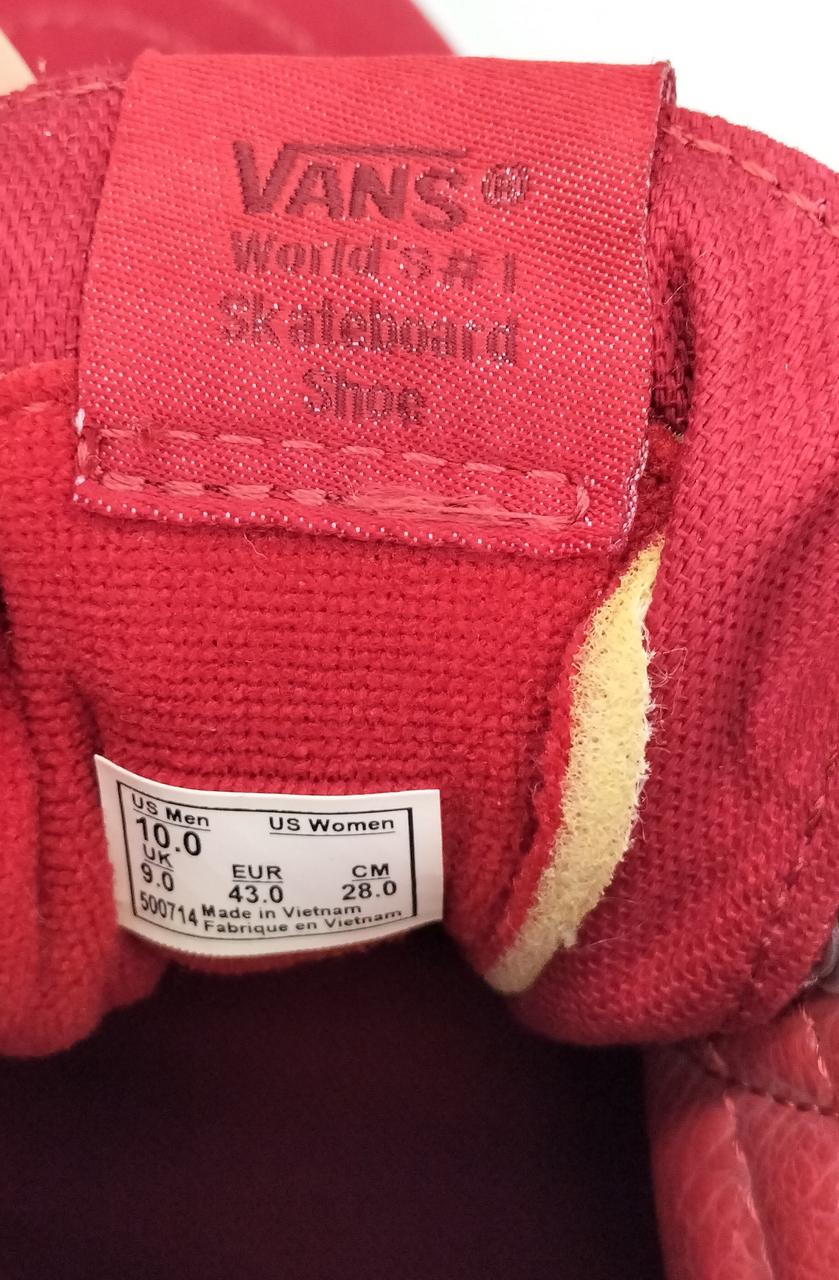 VANS®
World's #1
Skateboard
Shoe
US Men US Women
10.0
UK EUR CM
9.0 43.0 28.0
500714 Made in Vietnam
Fabrique en Vietnam